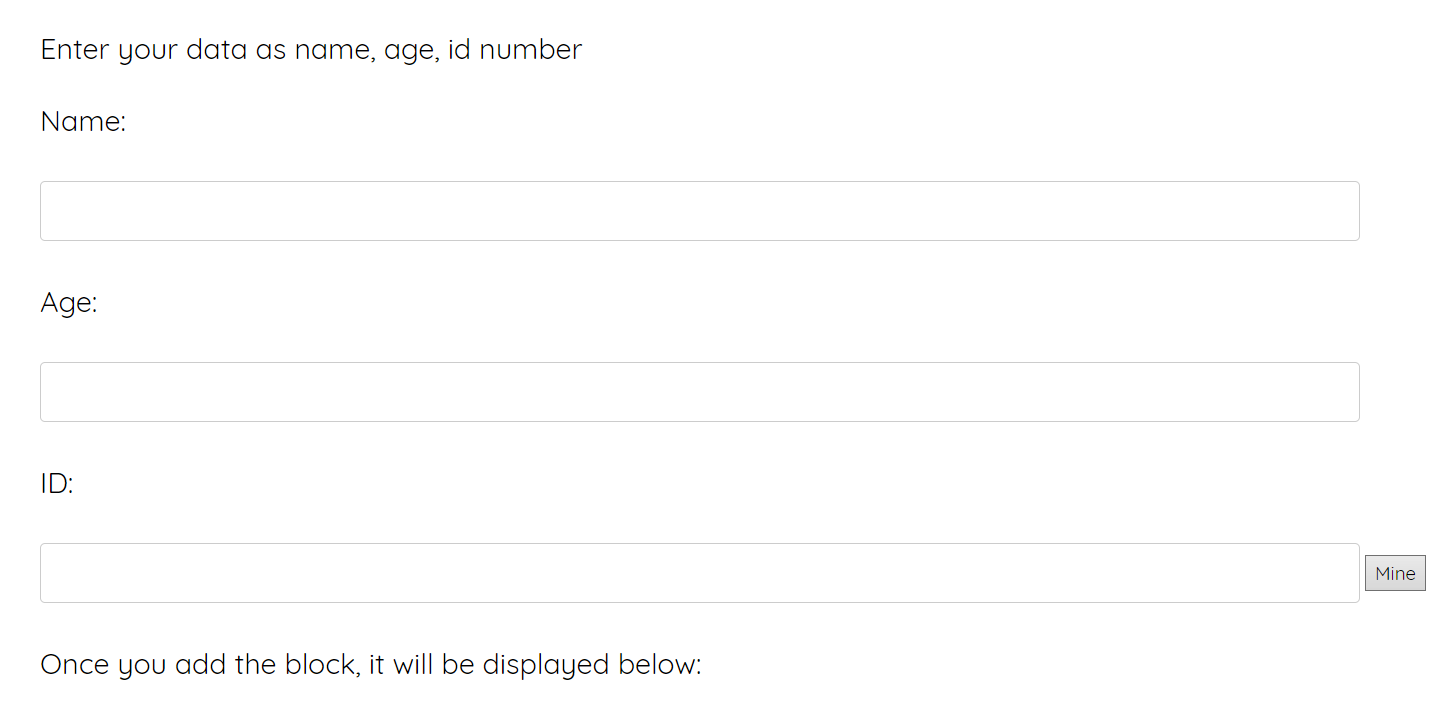 Enter your data as name, age, id number
Name:
Age:
ID:
Mine
Once you add the block, it will be displayed below: